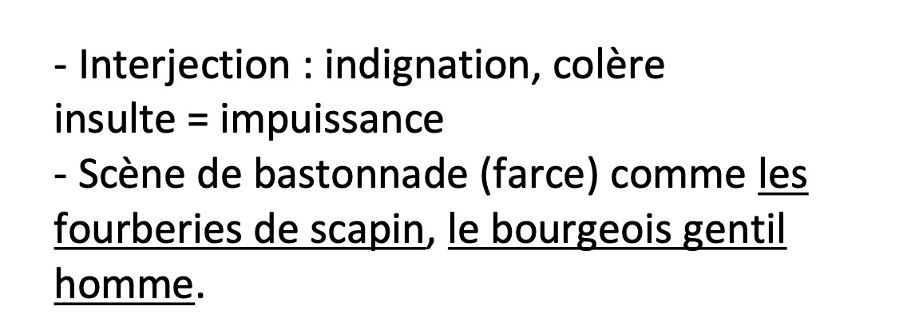 - Interjection : indignation, colère
insulte = impuissance
- Scène de bastonnade (farce) comme les
fourberies de scapin, le bourgeois gentil
homme.